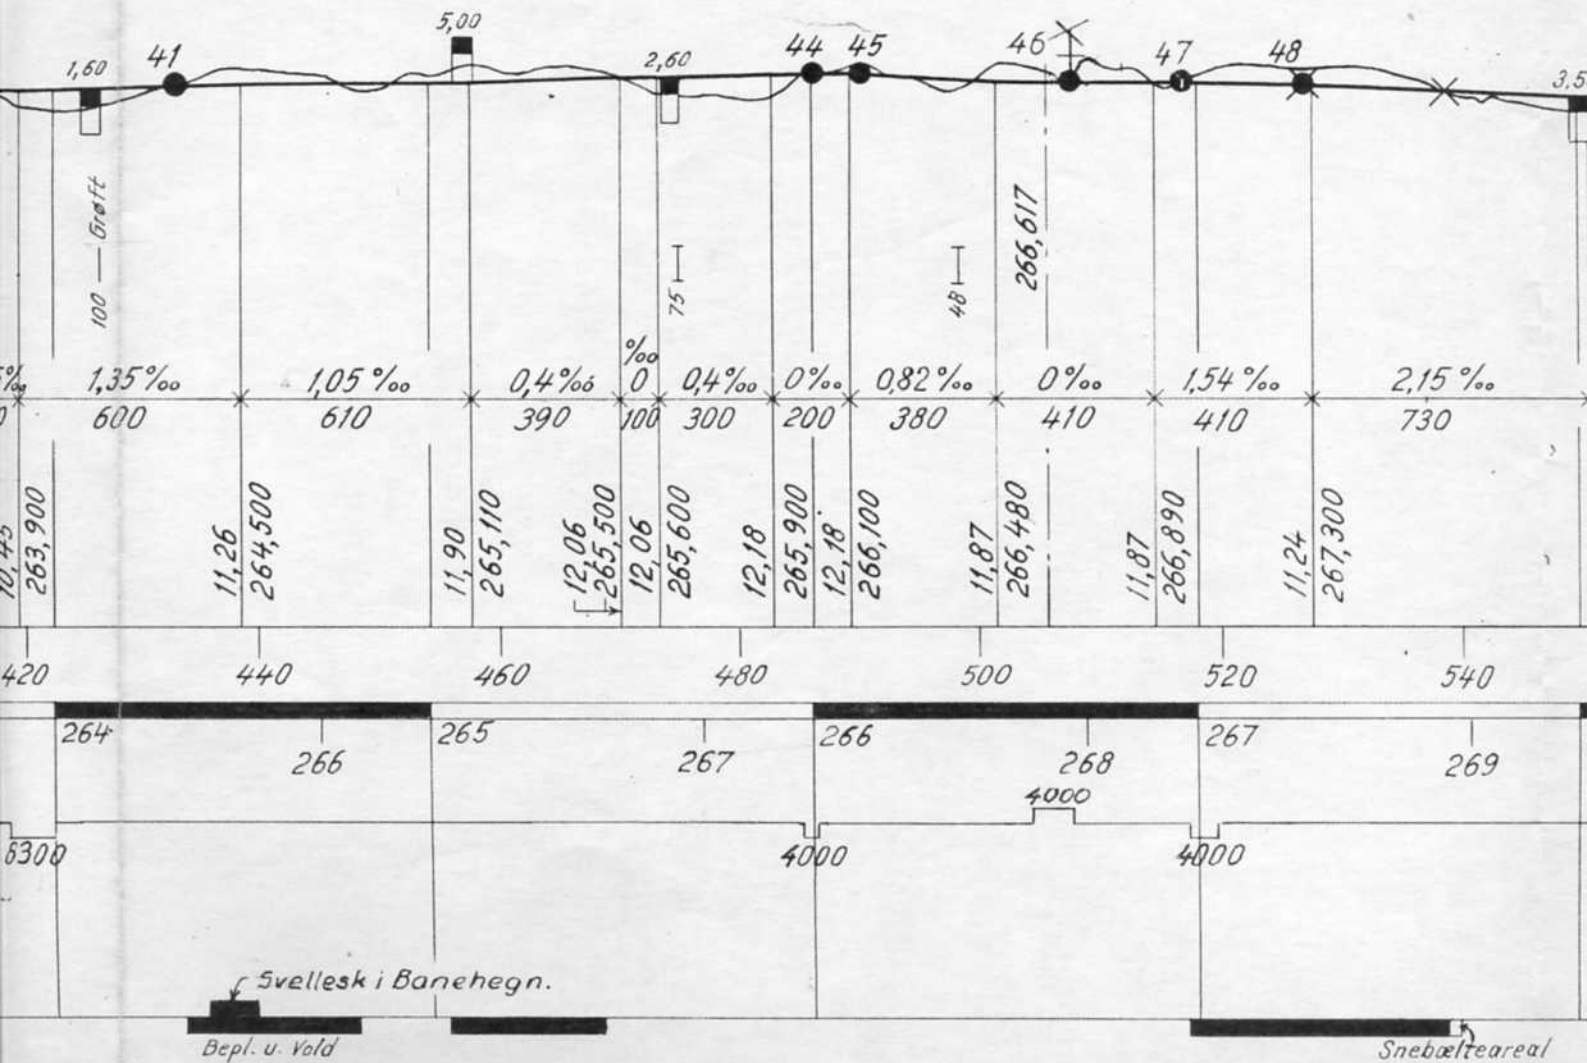 5,00
1,60 41 2,60 44 45 46 47 48
100 — Grøft
75
48
266,617
1,35‰ 1,05‰ 0,4‰ ‰ 0 0,4‰ 0‰ 0,82‰ 0‰ 1,54‰ 2,15‰
600 610 390 100 300 200 380 410 410 730
263,900
11,26
264,500
11,90
265,110
12,06
265,500
12,06
265,600
12,18
265,900
12,18
266,100
11,87
266,480
11,87
266,890
11,24
267,300
420 440 460 480 500 520 540
264 265 266 267
266 267 268 269
4000
6300 4000 4000
Svellesk i Banehegn.
Bepl. u. Vold Snebælteareal